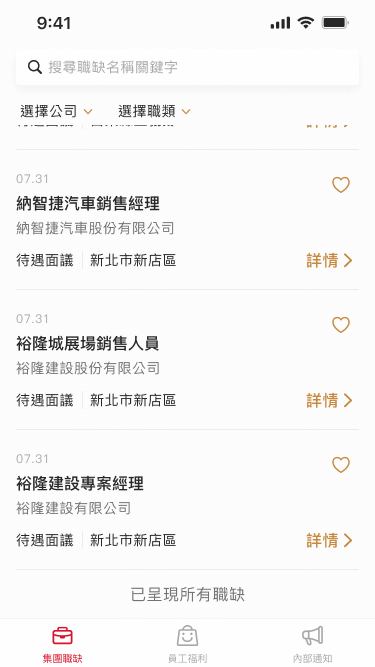 9:41
搜尋職缺名稱關鍵字
選擇公司 選擇職類
07.31
納智捷汽車銷售經理
納智捷汽車股份有限公司
待遇面議 新北市新店區 詳情
07.31
裕隆城展場銷售人員
裕隆建設股份有限公司
待遇面議 新北市新店區 詳情
07.31
裕隆建設專案經理
裕隆建設有限公司
待遇面議 新北市新店區 詳情
已呈現所有職缺
集團職缺 員工福利 內部通知